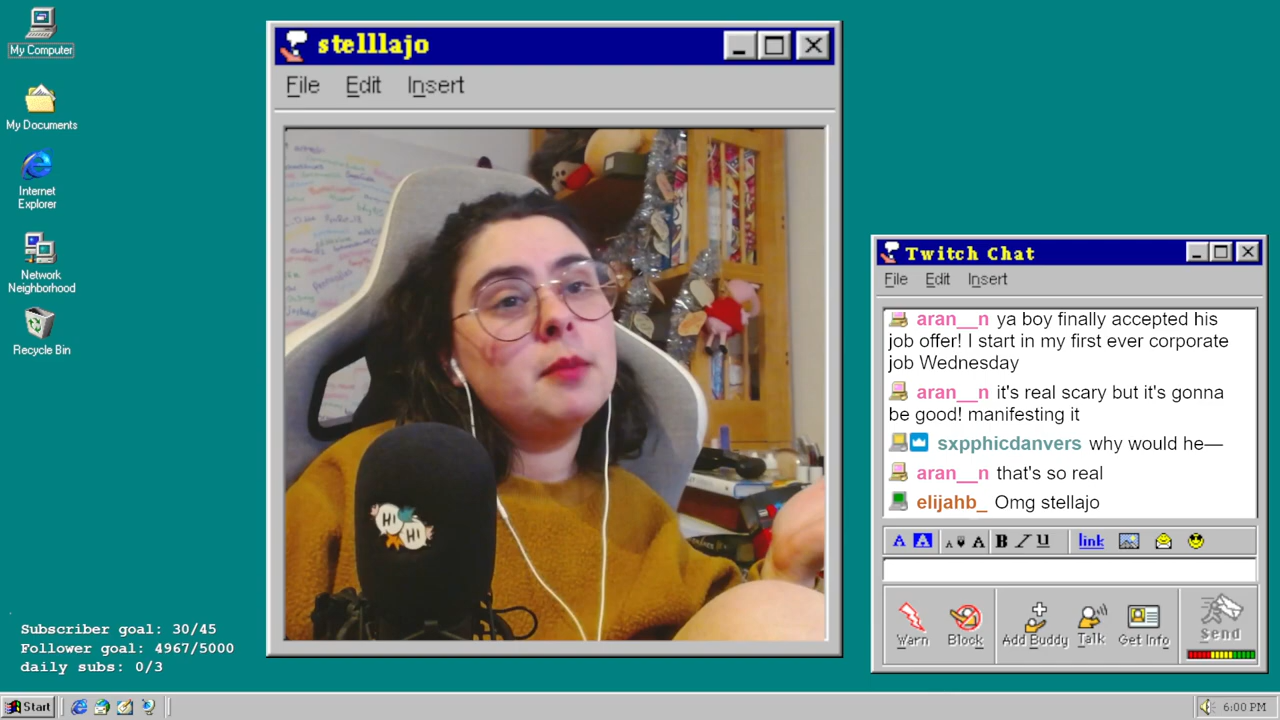 My Computer
My Documents
Internet
Explorer
Network
Neighborhood
Recycle Bin
Subscriber goal: 30/45
Follower goal: 4967/5000
daily subs: 0/3
stelllajo
File Edit Insert
HI
HI
Twitch Chat
File Edit Insert
aran__n ya boy finally accepted his
job offer! I start in my first ever corporate
job Wednesday
aran__n it's real scary but it's gonna
be good! manifesting it
sxpphicdanvers why would he—
aran__n that's so real
elijahb_ Omg stellajo
A A A A B I U link
Warn Block Add Buddy Talk Get Info Send
Start
6:00 PM